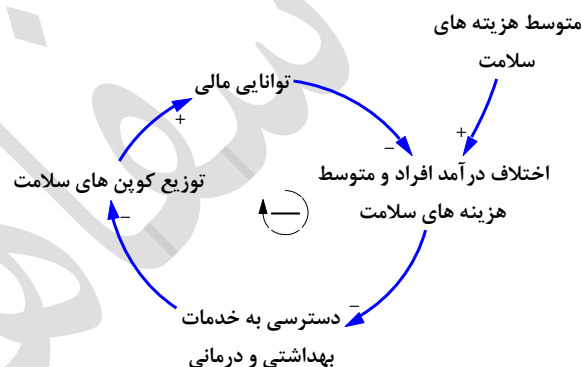 متوسط هزیته های
سلامت
توانایی مالی
+
+
–
اختلاف درآمد افراد و متوسط
هزینه های سلامت
توزیع کوپن های سلامت
–
–
دسترسی به خدمات
بهداشتی و درمانی